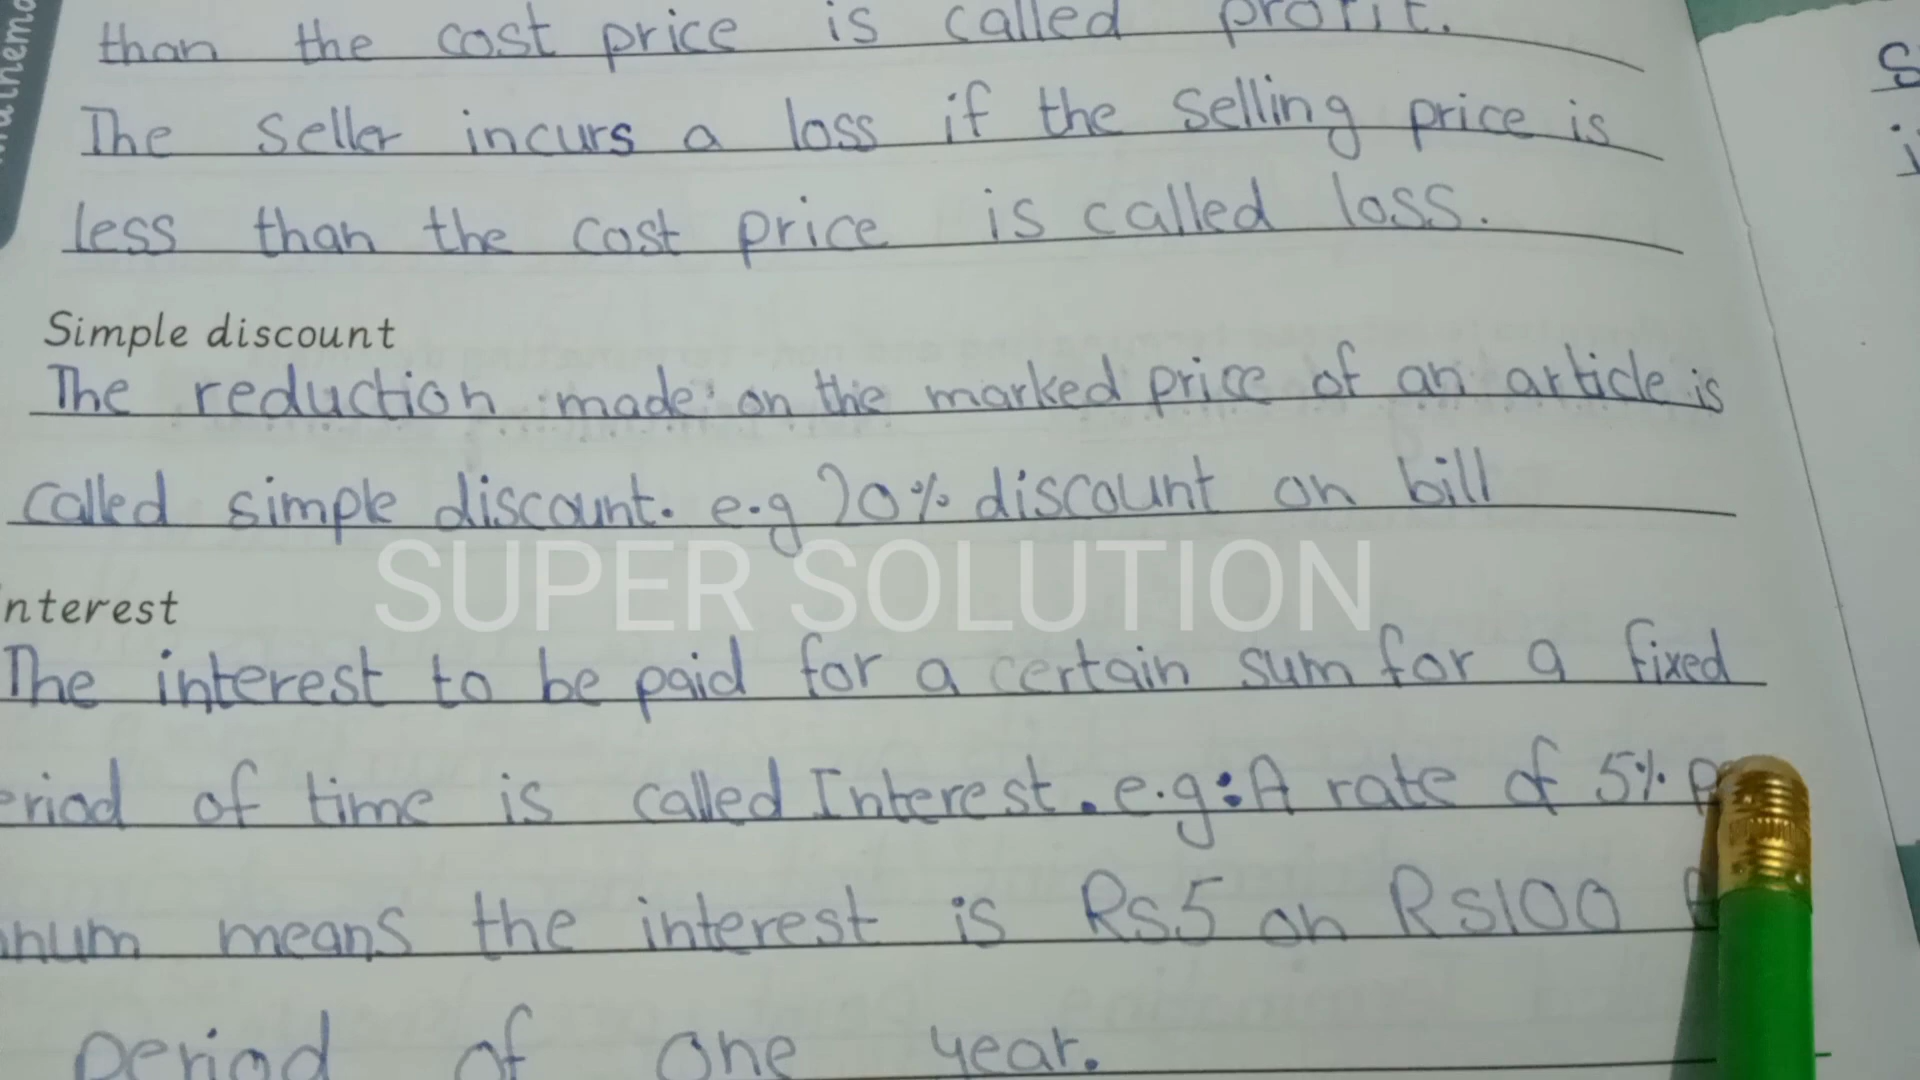 than the cost price is called profit.
The seller incurs a loss if the selling price is
less than the cost price is called loss.
Simple discount
The reduction made on the marked price of an article is
called simple discount. e.g 20% discount on bill
SUPER SOLUTION
nterest
The interest to be paid for a certain sum for a fixed
eriod of time is called Interest. e.g: A rate of 5%
num means the interest is Rs5 on RS100
period of one year.